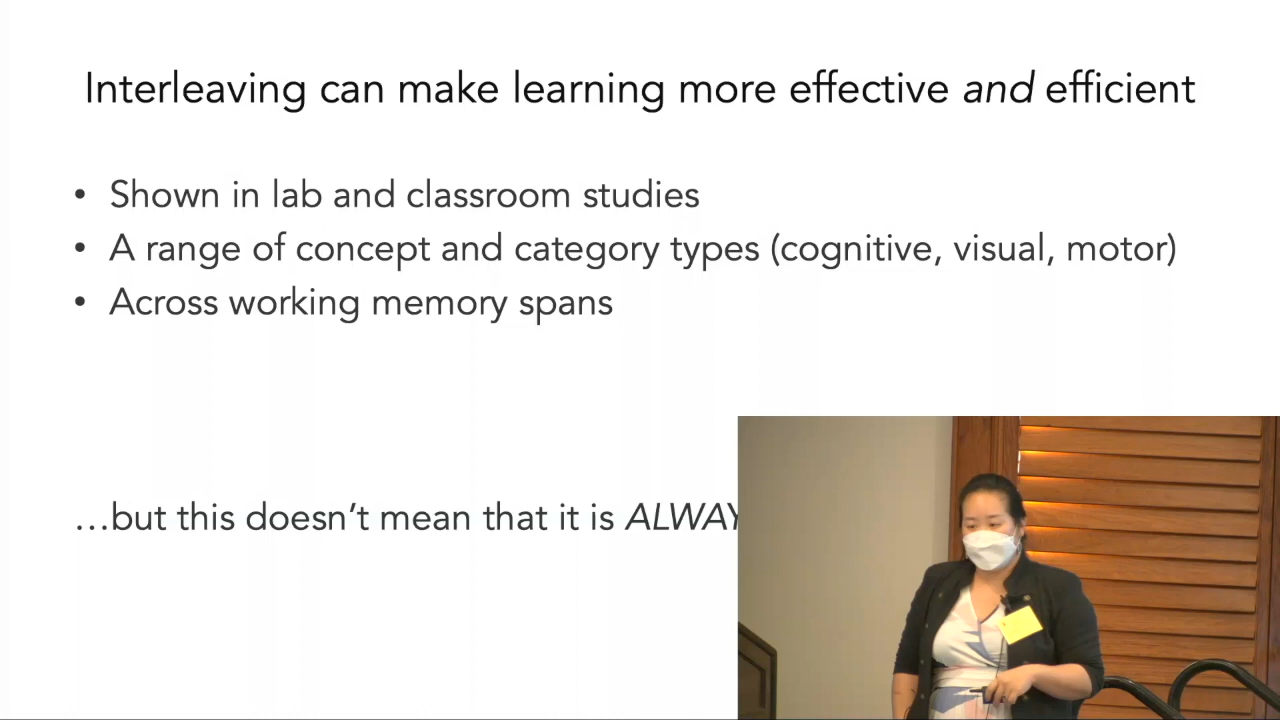 Interleaving can make learning more effective and efficient
• Shown in lab and classroom studies
• A range of concept and category types (cognitive, visual, motor)
• Across working memory spans
…but this doesn't mean that it is